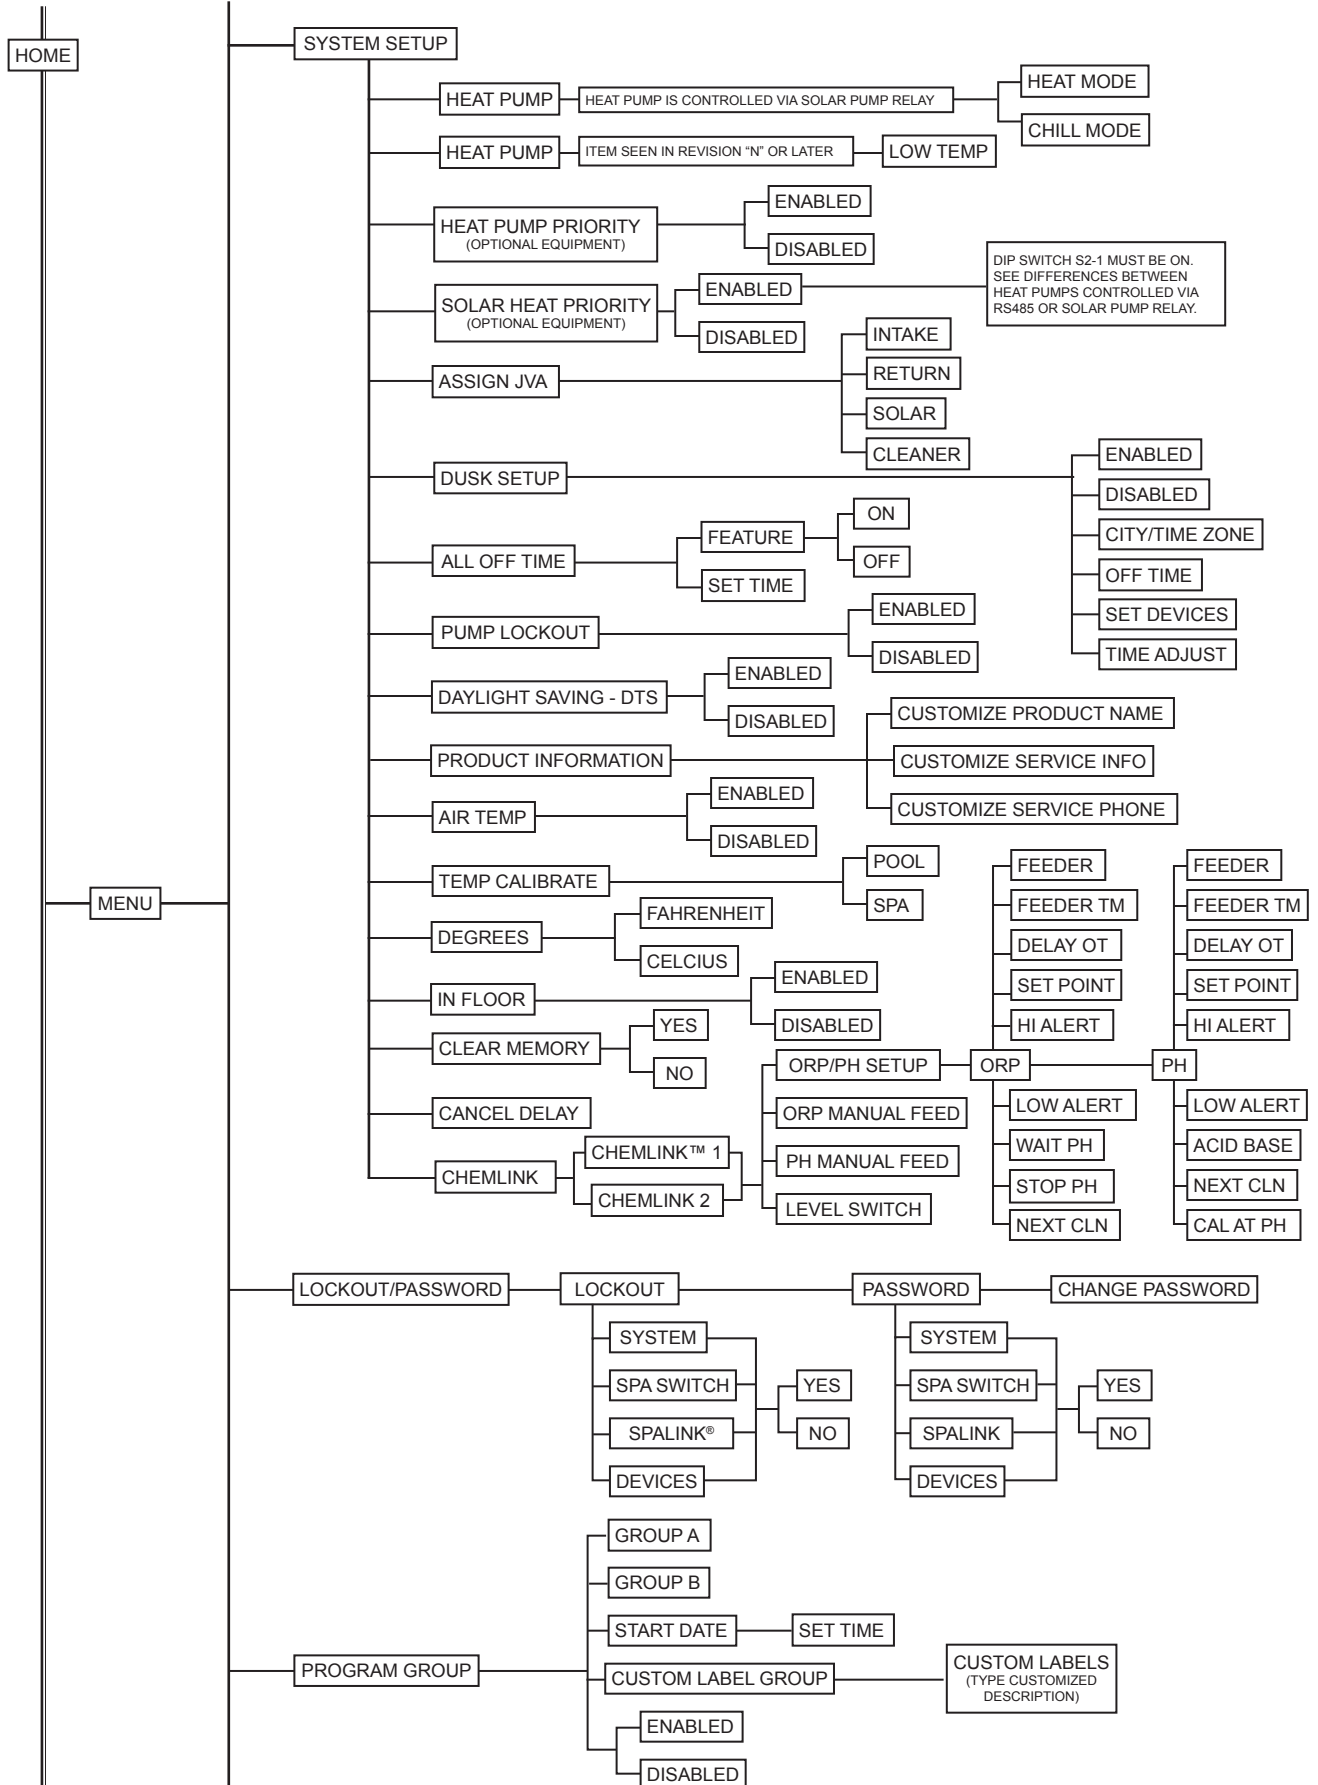 HOME
SYSTEM SETUP
HEAT PUMP
HEAT PUMP IS CONTROLLED VIA SOLAR PUMP RELAY
HEAT MODE
CHILL MODE
HEAT PUMP
ITEM SEEN IN REVISION “N” OR LATER
LOW TEMP
HEAT PUMP PRIORITY
(OPTIONAL EQUIPMENT)
ENABLED
DISABLED
SOLAR HEAT PRIORITY
(OPTIONAL EQUIPMENT)
ENABLED
DISABLED
DIP SWITCH S2-1 MUST BE ON.
SEE DIFFERENCES BETWEEN
HEAT PUMPS CONTROLLED VIA
RS485 OR SOLAR PUMP RELAY.
ASSIGN JVA
INTAKE
RETURN
SOLAR
CLEANER
DUSK SETUP
ENABLED
DISABLED
CITY/TIME ZONE
OFF TIME
SET DEVICES
TIME ADJUST
ALL OFF TIME
FEATURE
ON
OFF
SET TIME
PUMP LOCKOUT
ENABLED
DISABLED
DAYLIGHT SAVING - DTS
ENABLED
DISABLED
PRODUCT INFORMATION
CUSTOMIZE PRODUCT NAME
CUSTOMIZE SERVICE INFO
CUSTOMIZE SERVICE PHONE
AIR TEMP
ENABLED
DISABLED
MENU
TEMP CALIBRATE
POOL
SPA
DEGREES
FAHRENHEIT
CELCIUS
IN FLOOR
ENABLED
DISABLED
CLEAR MEMORY
YES
NO
CANCEL DELAY
CHEMLINK
CHEMLINK™ 1
CHEMLINK 2
ORP/PH SETUP
ORP MANUAL FEED
PH MANUAL FEED
LEVEL SWITCH
FEEDER
FEEDER TM
DELAY OT
SET POINT
HI ALERT
ORP
LOW ALERT
WAIT PH
STOP PH
NEXT CLN
FEEDER
FEEDER TM
DELAY OT
SET POINT
HI ALERT
PH
LOW ALERT
ACID BASE
NEXT CLN
CAL AT PH
LOCKOUT/PASSWORD
LOCKOUT
PASSWORD
CHANGE PASSWORD
SYSTEM
SPA SWITCH
SPALINK®
DEVICES
YES
NO
SYSTEM
SPA SWITCH
SPALINK
DEVICES
YES
NO
PROGRAM GROUP
GROUP A
GROUP B
START DATE
SET TIME
CUSTOM LABEL GROUP
CUSTOM LABELS
(TYPE CUSTOMIZED
DESCRIPTION)
ENABLED
DISABLED